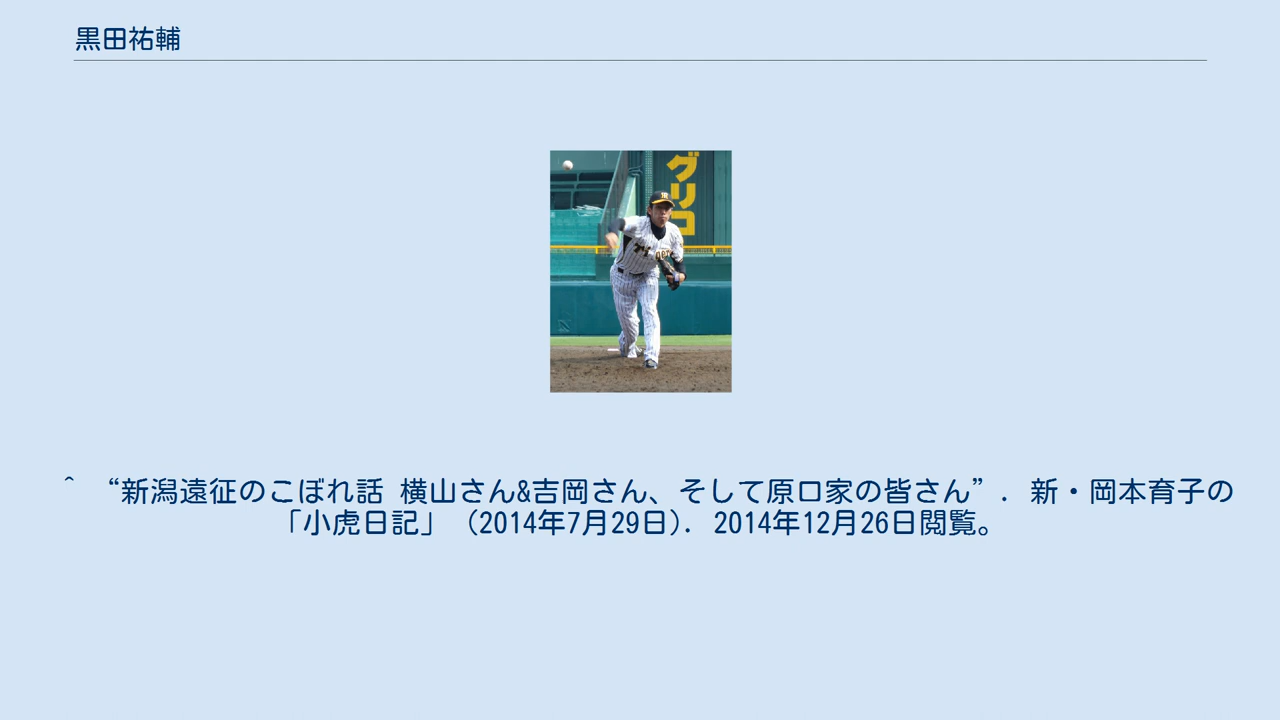 黒田祐輔
グリコ
^ “新潟遠征のこぼれ話 横山さん&吉岡さん、そして原口家の皆さん”. 新・岡本育子の
「小虎日記」 (2014年7月29日). 2014年12月26日閲覧。